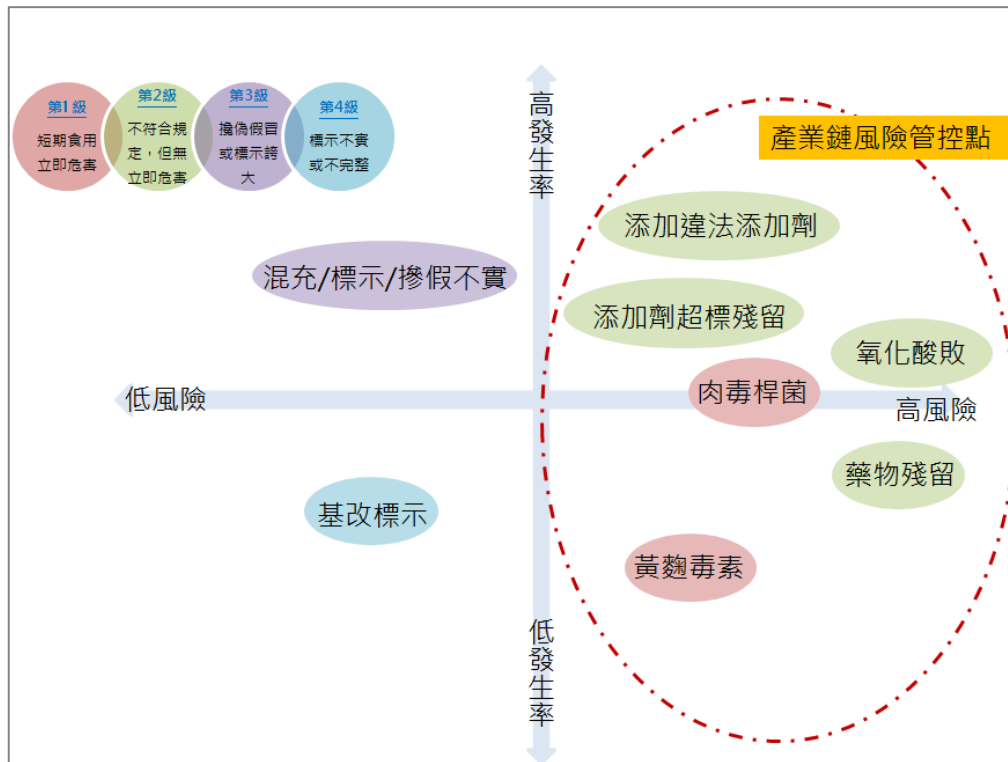 第1級
短期食用
立即危害
第2級
不符合規
定，但無
立即危害
第3級
擔偽假冒
或標示誇
大
第4級
標示不實
或不完整
高發生率
產業鏈風險管控點
添加違法添加劑
混充/標示/摻假不實
添加劑超標殘留
氧化酸敗
肉毒桿菌
低風險
高風險
藥物殘留
基改標示
黃麴毒素
低發生率